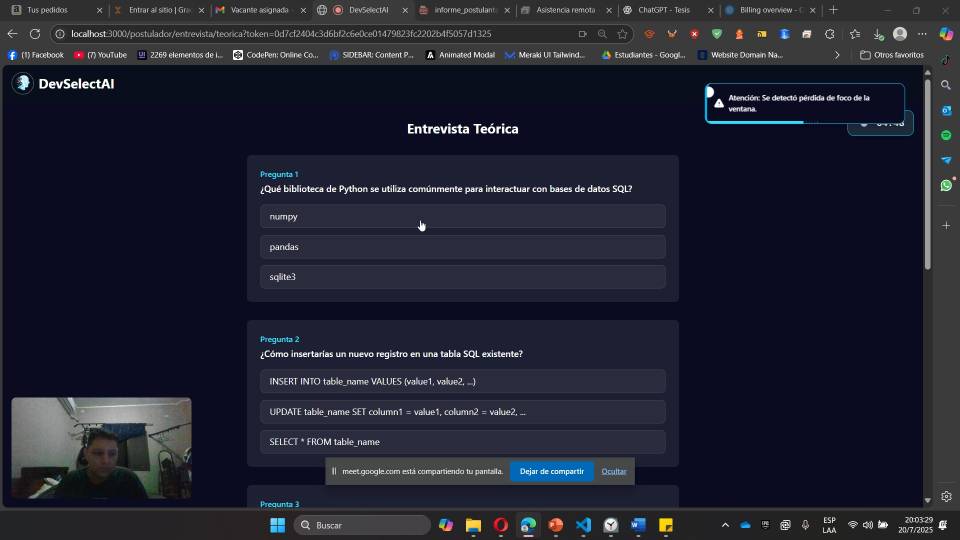 Tus pedidos
Entrar al sitio | Gra
Vacante asignada -
DevSelectAI
informe_postulant
Asistencia remota
ChatGPT - Tesis
Billing overview - C
localhost:3000/postulador/entrevista/teorica?token=0d7cf2404c3d6bf2c6e0ce01479823fc2202b4f5057d1325
(1) Facebook
(7) YouTube
2269 elementos de i...
CodePen: Online Co...
SIDEBAR: Content P...
Animated Modal
Meraki UI Tailwind...
Estudiantes - Googl...
Website Domain Na...
Otros favoritos
DevSelectAI
Atención: Se detectó pérdida de foco de la
ventana.
Entrevista Teórica
Pregunta 1
¿Qué biblioteca de Python se utiliza comúnmente para interactuar con bases de datos SQL?
numpy
pandas
sqlite3
Pregunta 2
¿Cómo insertarías un nuevo registro en una tabla SQL existente?
INSERT INTO table_name VALUES (value1, value2, ...)
UPDATE table_name SET column1 = value1, column2 = value2, ...
SELECT * FROM table_name
meet.google.com está compartiendo tu pantalla.
Dejar de compartir
Ocultar
Pregunta 3
Buscar
ESP
LAA
20:03:29
20/7/2025